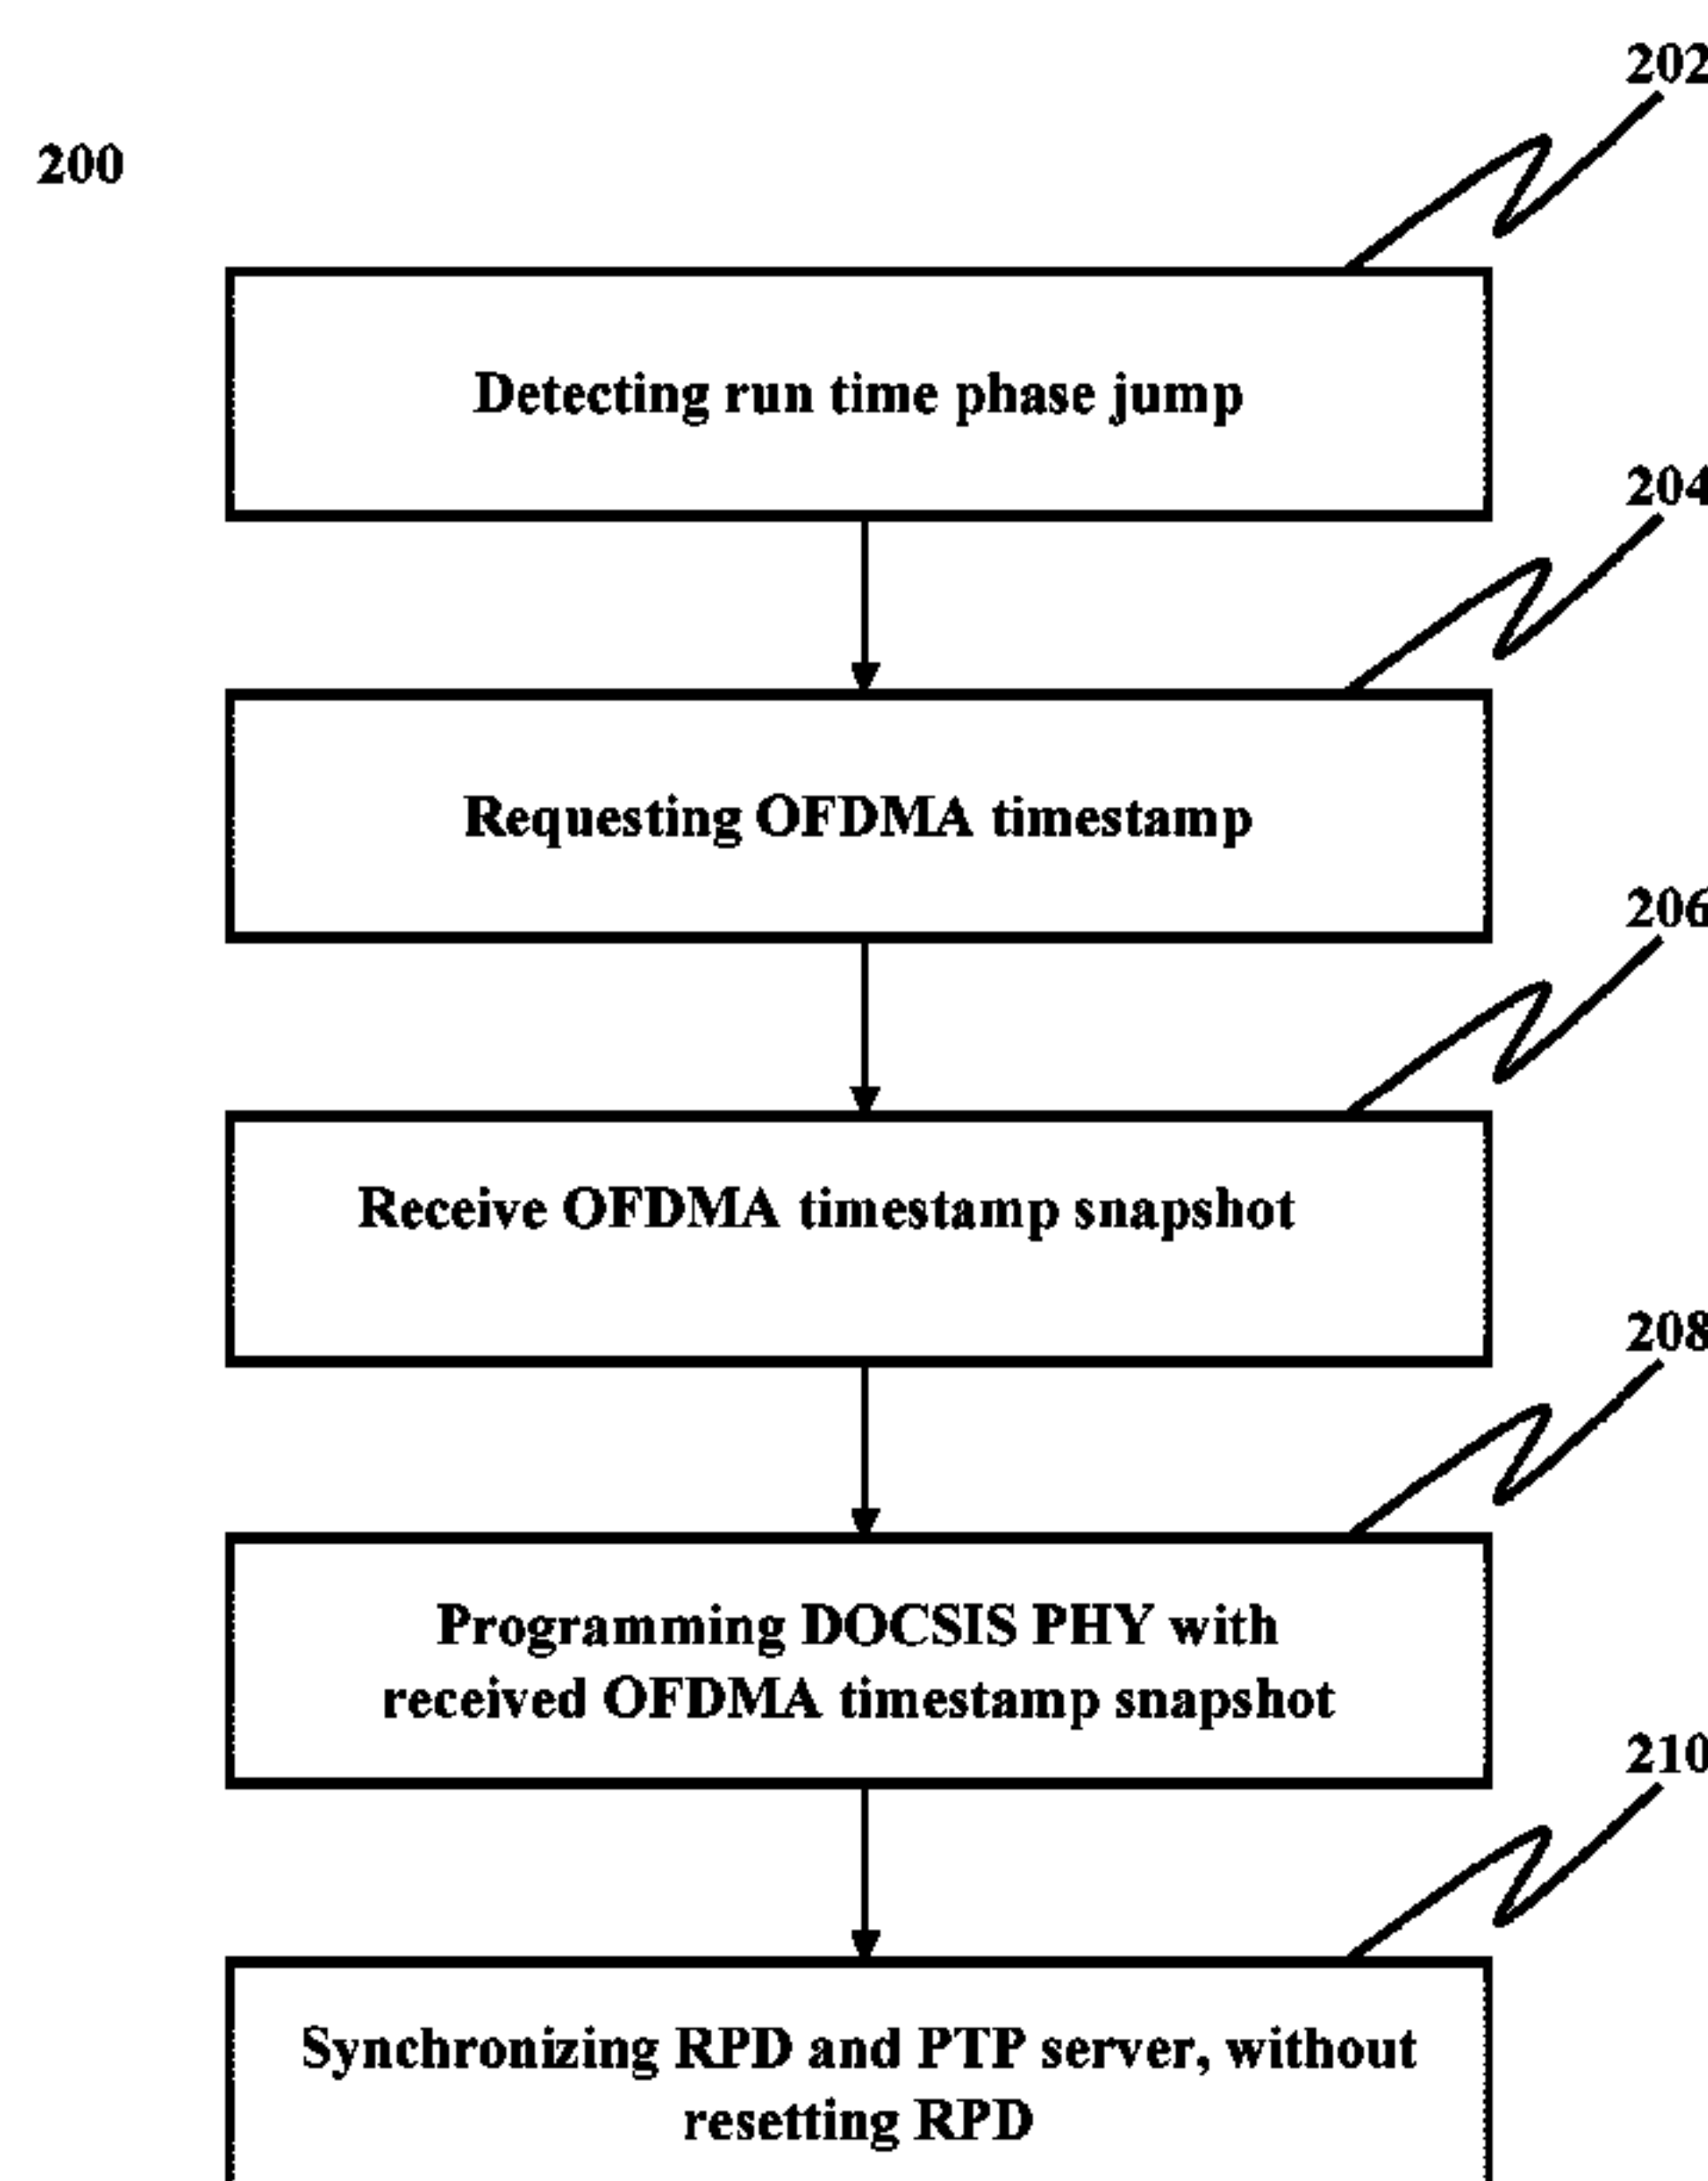 202
200
Detecting run time phase jump
204
Requesting OFDMA timestamp
206
Receive OFDMA timestamp snapshot
208
Programming DOCSIS PHY with
received OFDMA timestamp snapshot
210
Synchronizing RPD and PTP server, without
resetting RPD